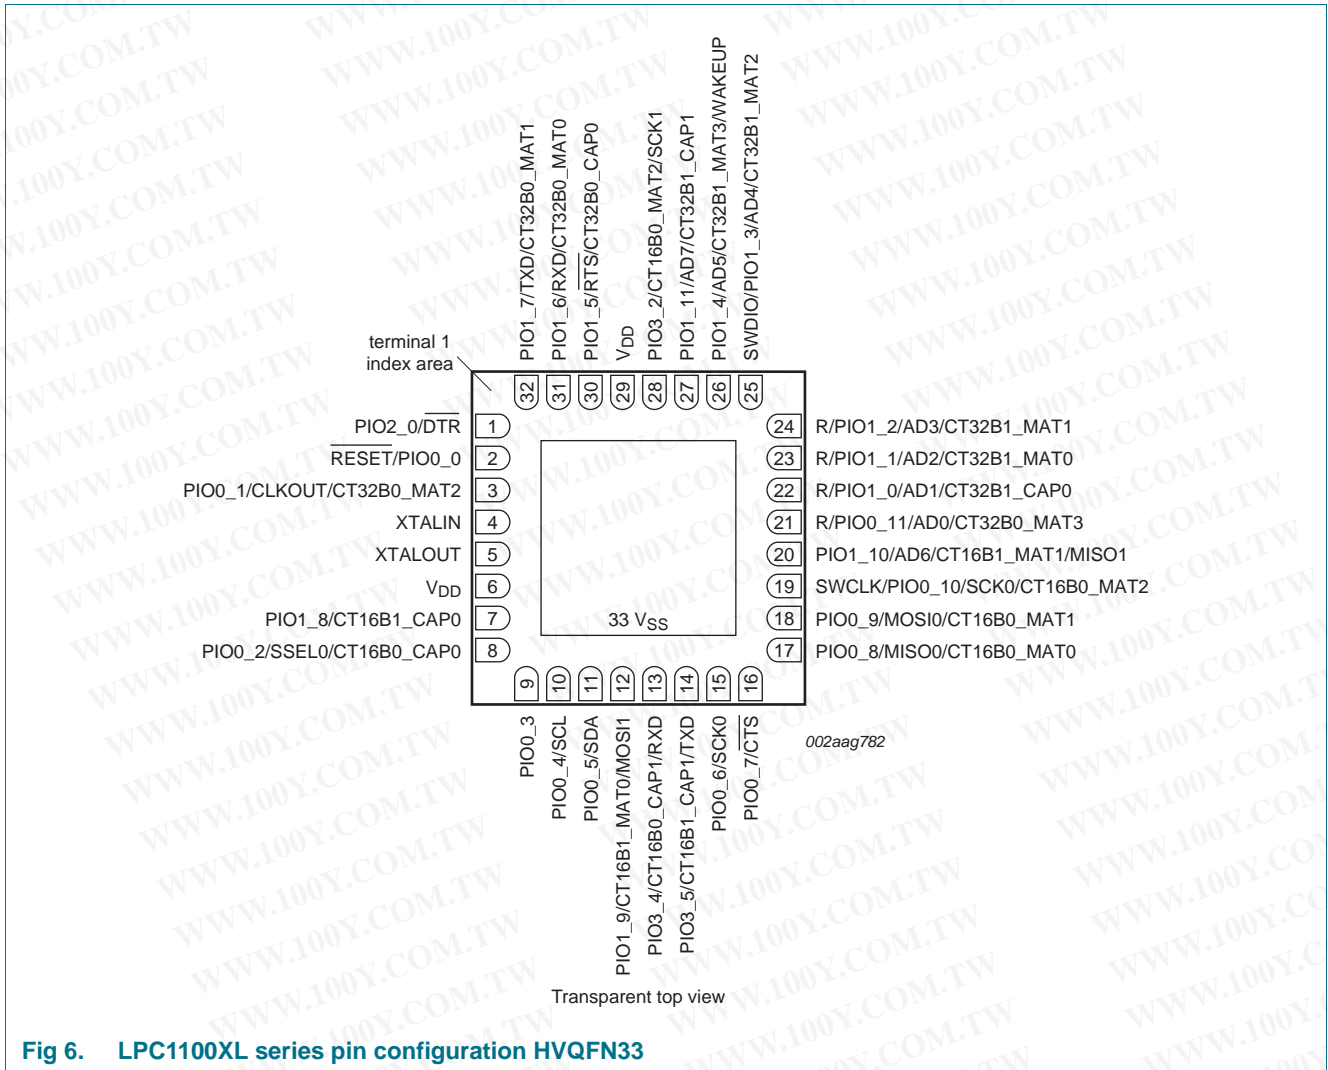 PIO1_7/TXD/CT32B0_MAT1
PIO1_6/RXD/CT32B0_MAT0
PIO1_5/RTS/CT32B0_CAP0
VDD
PIO3_2/CT16B0_MAT2/SCK1
PIO1_11/AD7/CT32B1_CAP1
PIO1_4/AD5/CT32B1_MAT3/WAKEUP
SWDIO/PIO1_3/AD4/CT32B1_MAT2
terminal 1
index area
32 31 30 29 28 27 26 25
PIO2_0/DTR 1
RESET/PIO0_0 2
PIO0_1/CLKOUT/CT32B0_MAT2 3
XTALIN 4
XTALOUT 5
VDD 6
PIO1_8/CT16B1_CAP0 7
PIO0_2/SSEL0/CT16B0_CAP0 8
24 R/PIO1_2/AD3/CT32B1_MAT1
23 R/PIO1_1/AD2/CT32B1_MAT0
22 R/PIO1_0/AD1/CT32B1_CAP0
21 R/PIO0_11/AD0/CT32B0_MAT3
20 PIO1_10/AD6/CT16B1_MAT1/MISO1
19 SWCLK/PIO0_10/SCK0/CT16B0_MAT2
18 PIO0_9/MOSI0/CT16B0_MAT1
17 PIO0_8/MISO0/CT16B0_MAT0
33 VSS
9 10 11 12 13 14 15 16
PIO0_3
PIO0_4/SCL
PIO0_5/SDA
PIO1_9/CT16B1_MAT0/MOSI1
PIO3_4/CT16B0_CAP1/RXD
PIO3_5/CT16B1_CAP1/TXD
PIO0_6/SCK0
PIO0_7/CTS
002aag782
Transparent top view
Fig 6. LPC1100XL series pin configuration HVQFN33
WWW.100Y.COM.TW